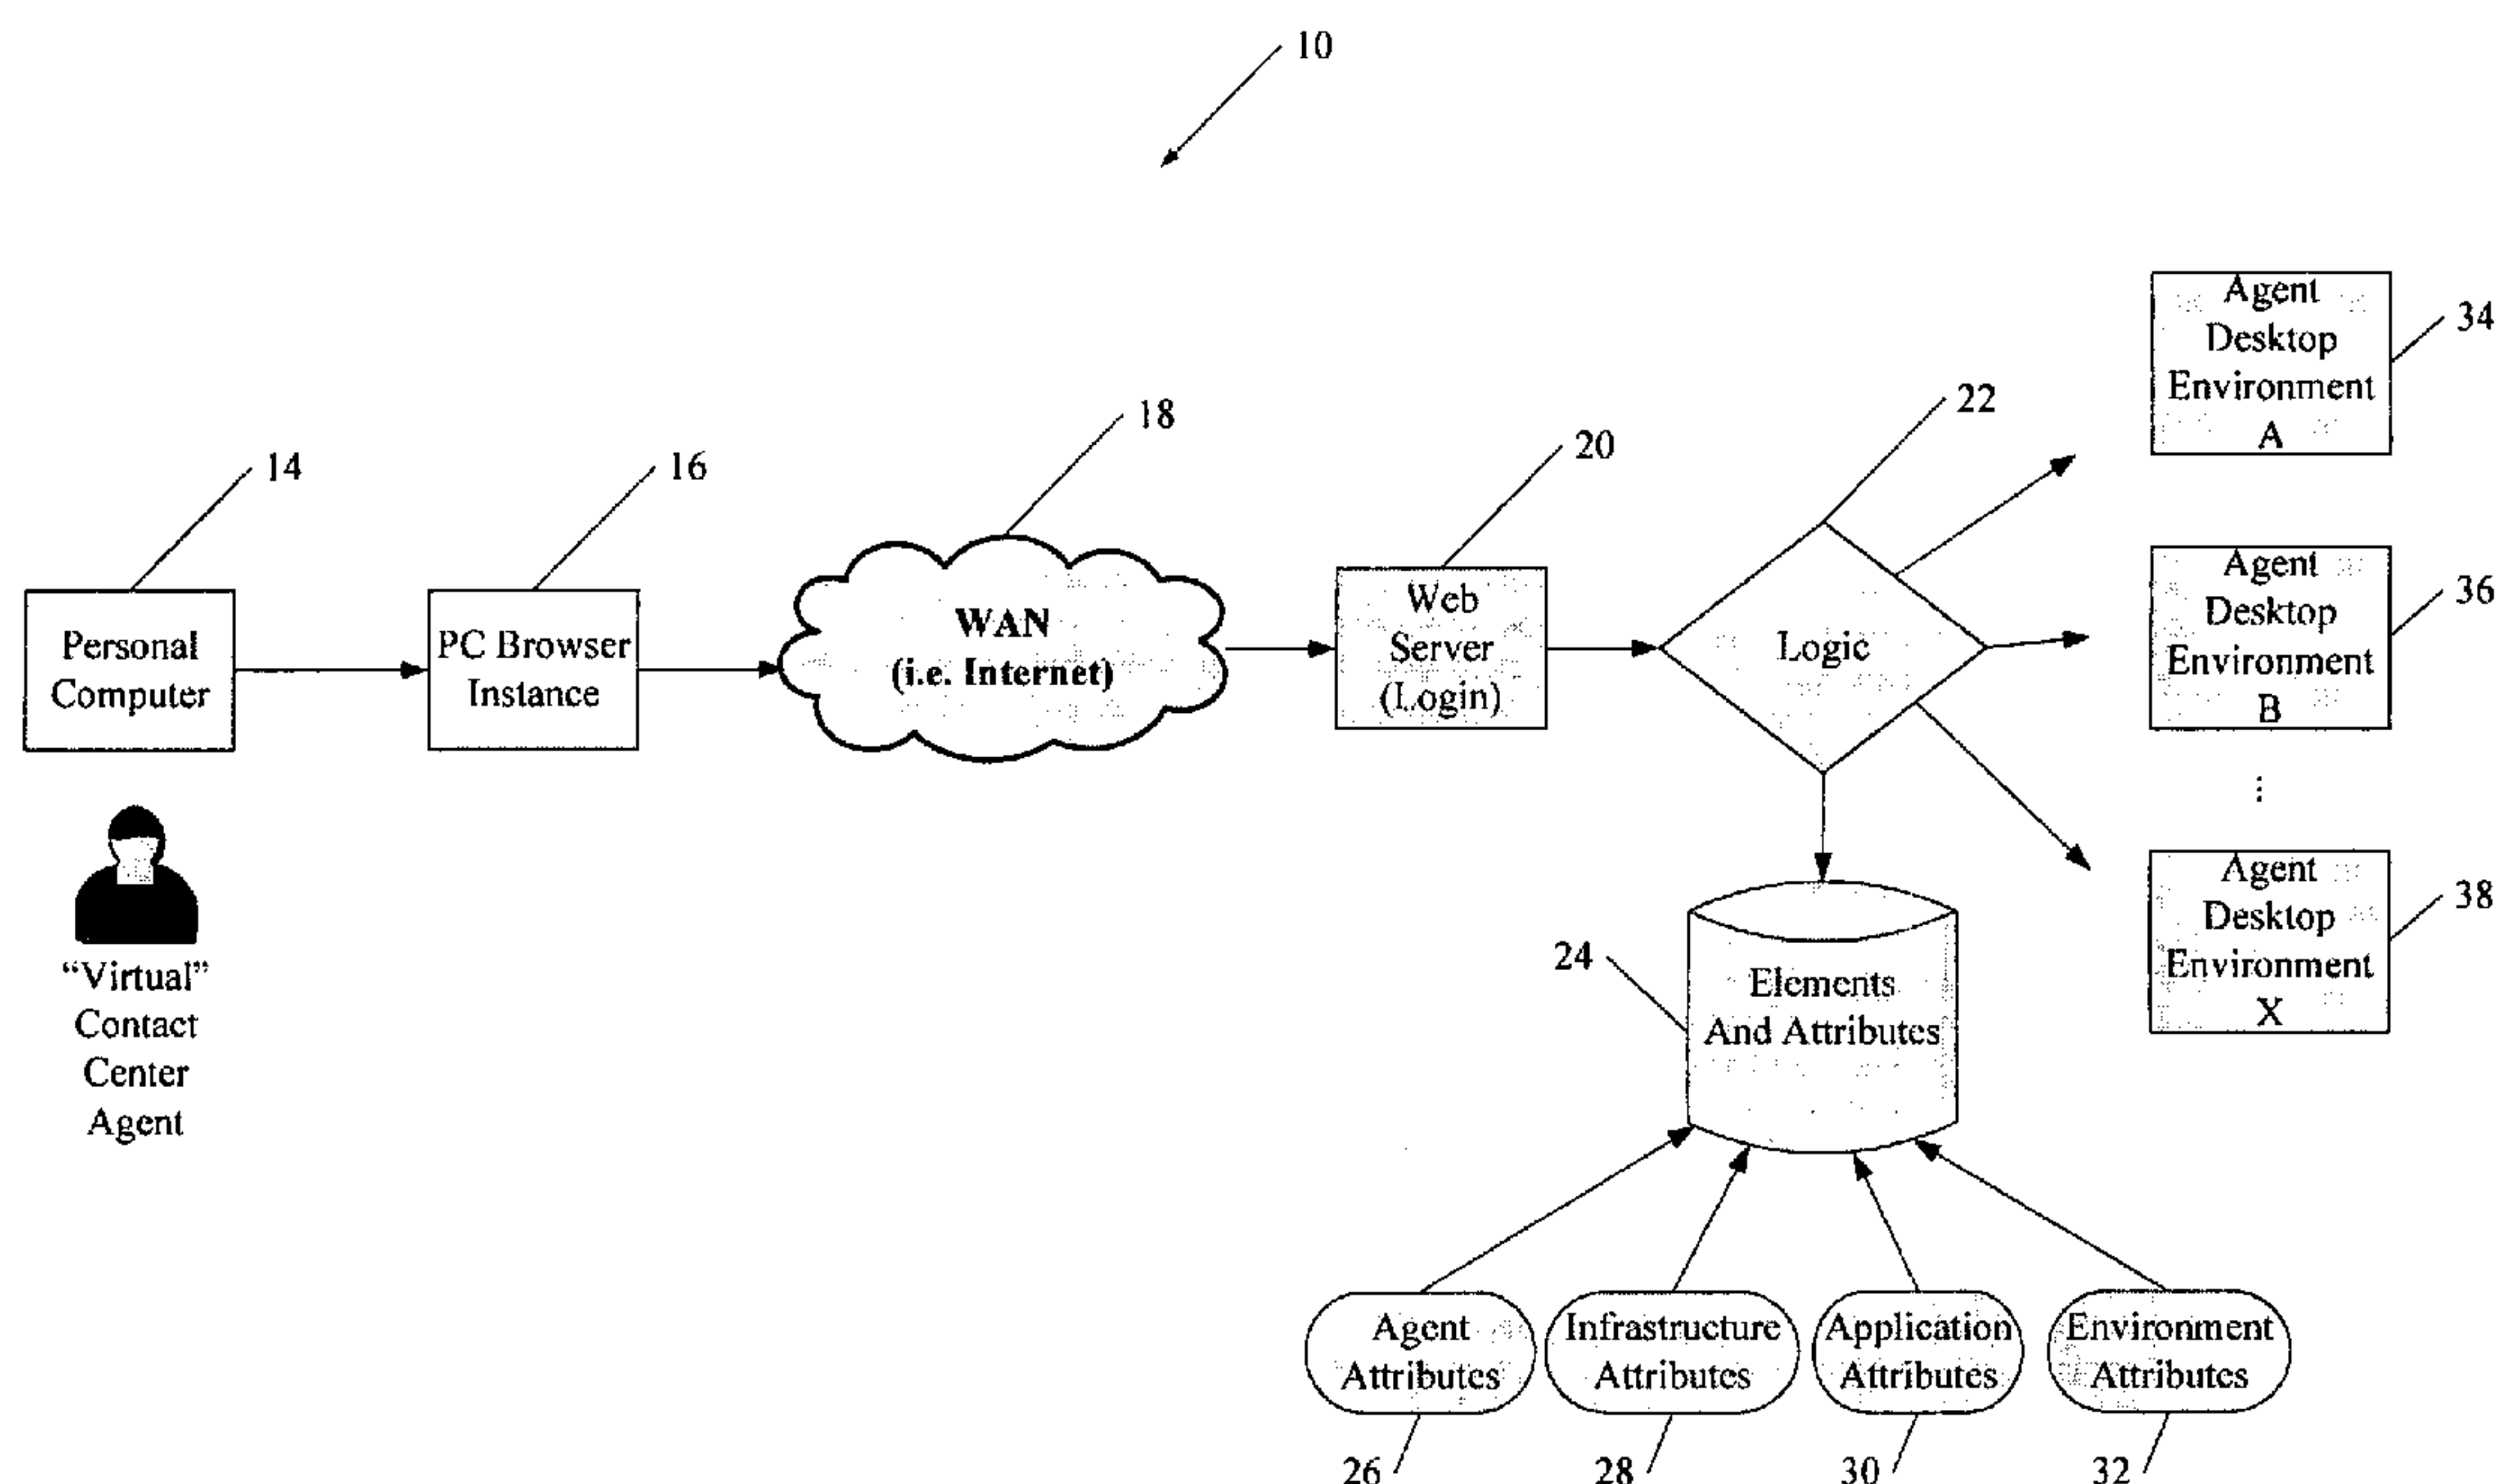 10
14
16
18
20
22
34
36
38
24
Personal
Computer
PC Browser
Instance
WAN
(i.e. Internet)
Web
Server
(Login)
Logic
Agent
Desktop
Environment
A
Agent
Desktop
Environment
B
⋮
Agent
Desktop
Environment
X
“Virtual”
Contact
Center
Agent
Elements
And Attributes
Agent
Attributes
Infrastructure
Attributes
Application
Attributes
Environment
Attributes
26
28
30
32